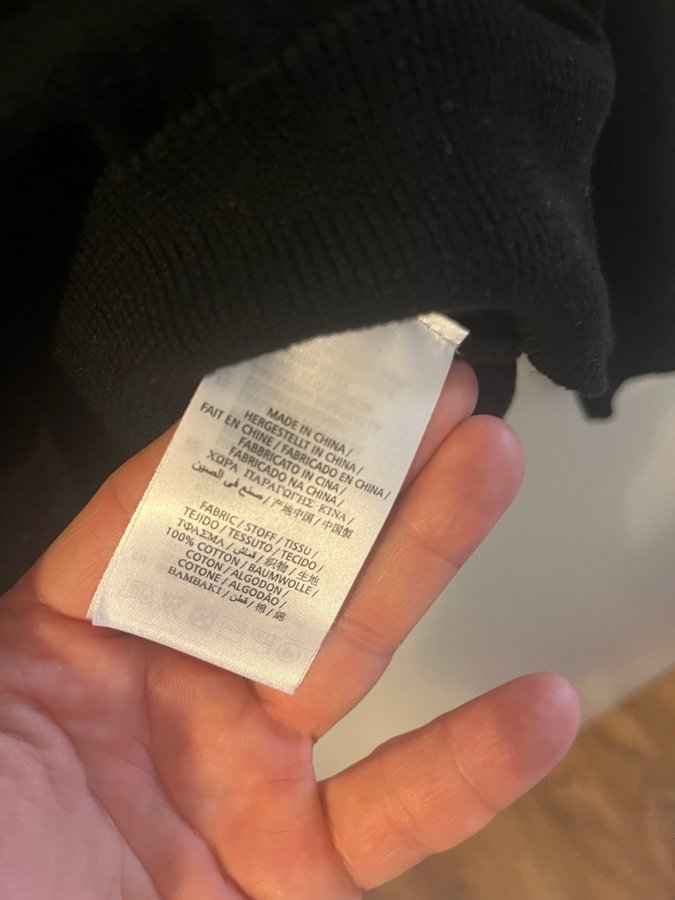 MADE IN CHINA /
HERGESTELLT IN CHINA /
FAIT EN CHINE / FABRICADO EN CHINA /
FABBRICATO IN CINA /
FABRICADO NA CHINA /
ΧΩΡΑ ΠΑΡΑΓΩΓΗΣ ΚΙΝΑ /
صنع في الصين / 产地中国 / 中国製
FABRIC / STOFF / TISSU /
TEJIDO / TESSUTO / TECIDO /
ΤΦΑΣΜΑ / قماش / 织物 / 生地
100% COTTON / BAUMWOLLE /
COTON / ALGODON /
COTONE / ALGODÃO /
BAMBAKI / قطن / 棉 / 綿